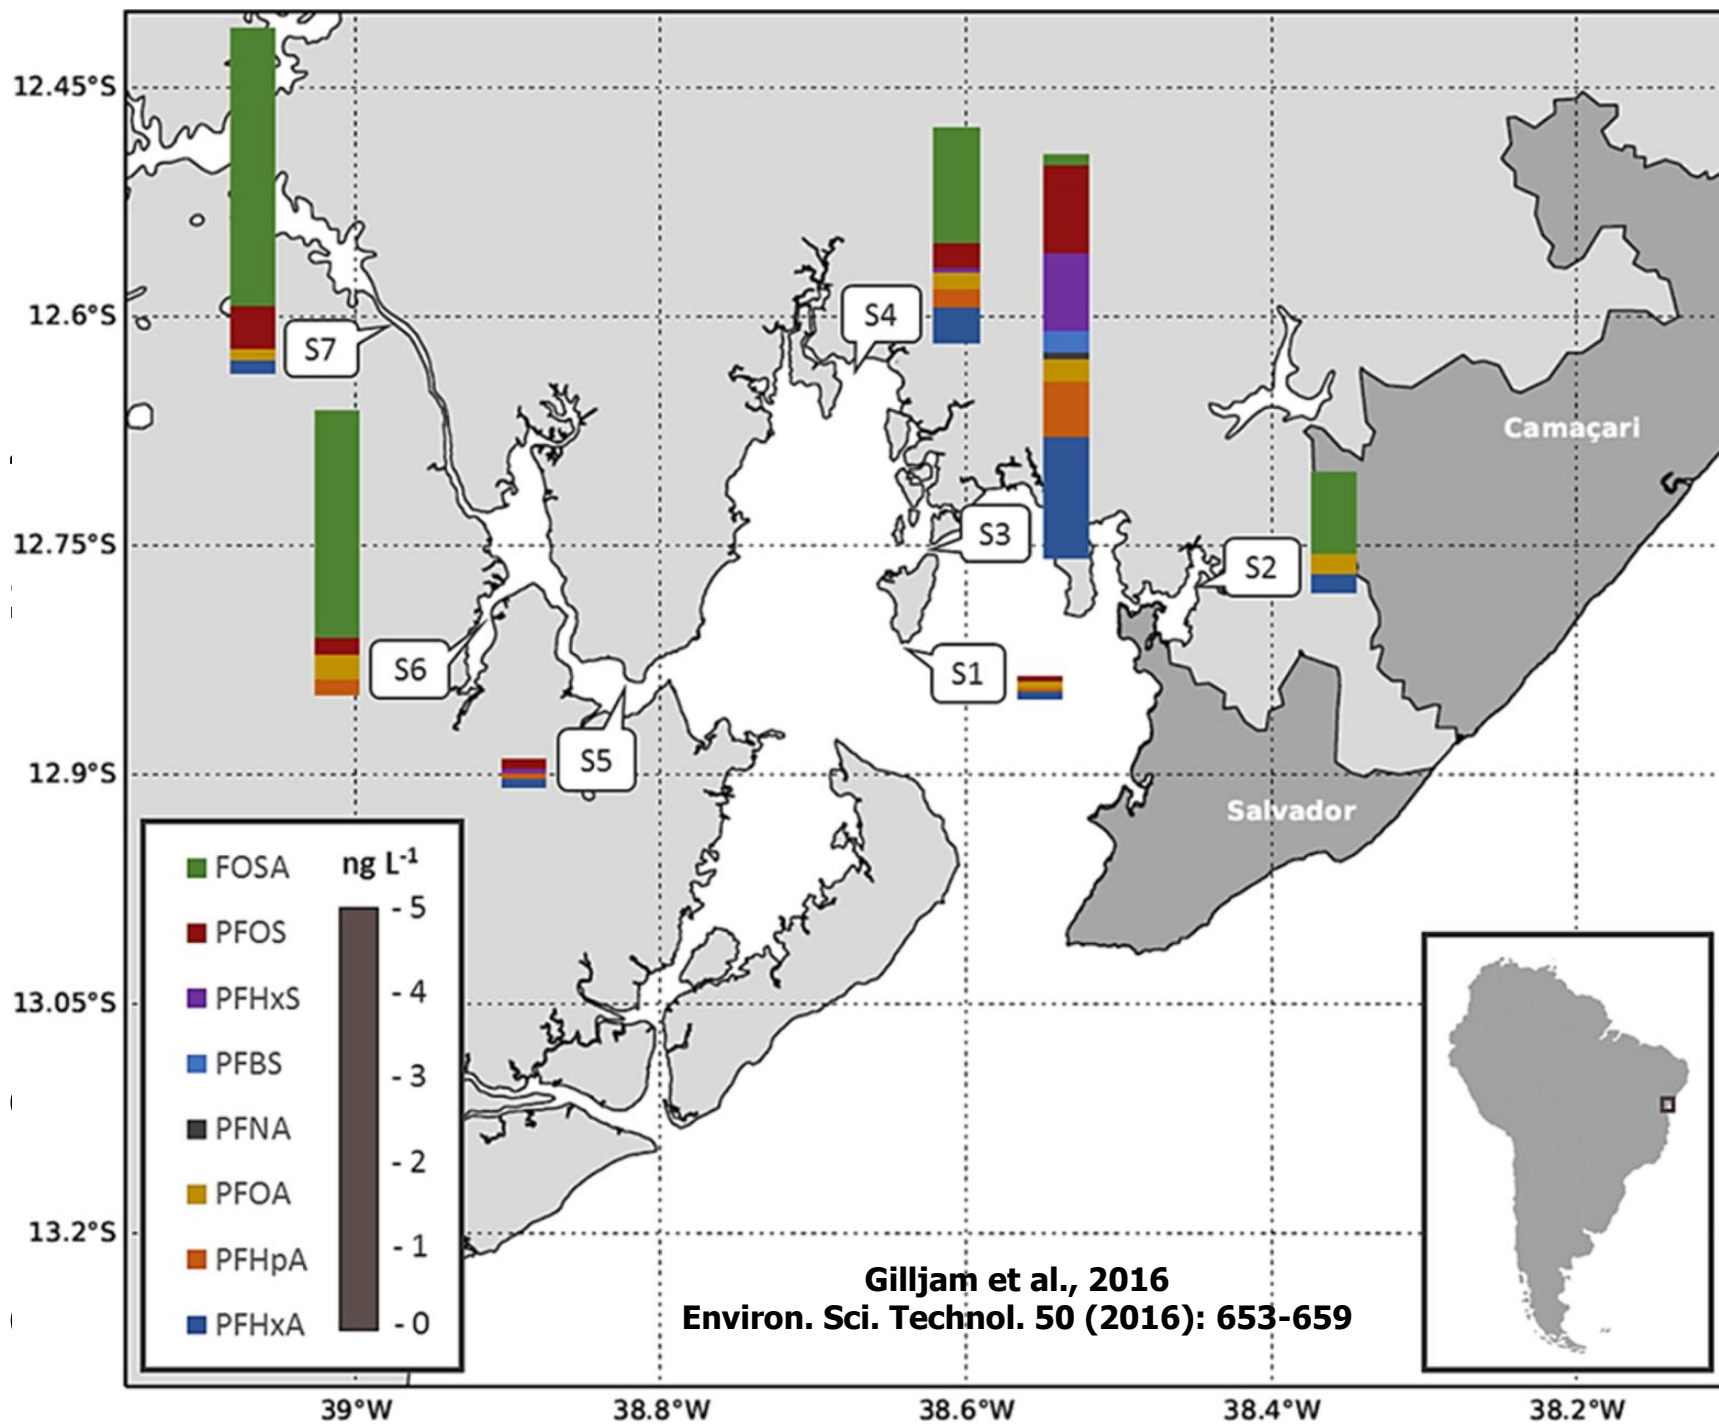 12.45°S
12.6°S
12.75°S
12.9°S
13.05°S
13.2°S
S7
S4
S3
S2
S6
S1
S5
Camaçari
Salvador
ng L⁻¹
FOSA
PFOS
PFHxS
PFBS
PFNA
PFOA
PFHpA
PFHxA
- 5
- 4
- 3
- 2
- 1
- 0
Gilljam et al., 2016
Environ. Sci. Technol. 50 (2016): 653-659
39°W
38.8°W
38.6°W
38.4°W
38.2°W